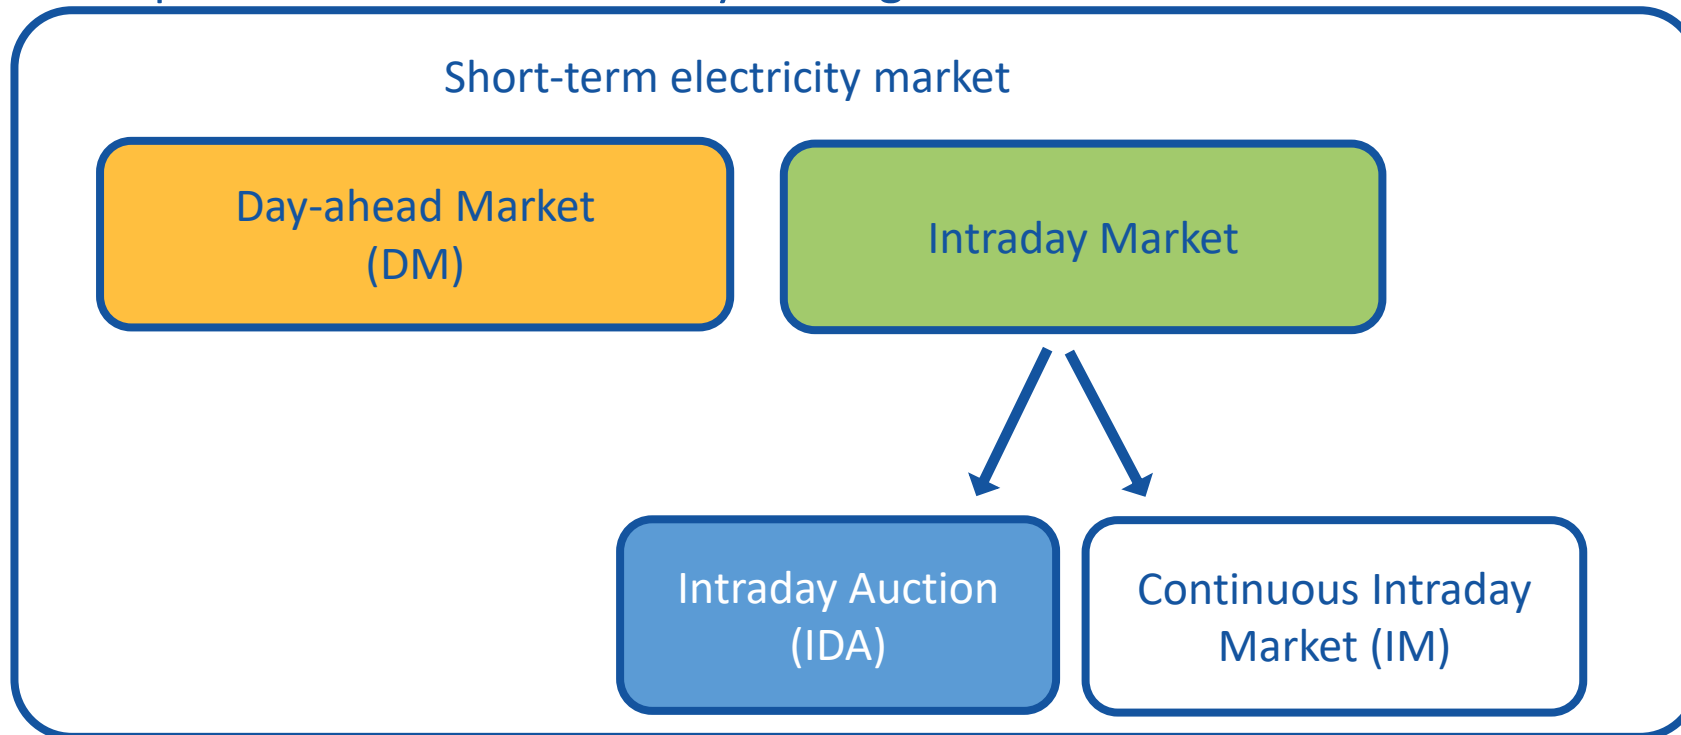 Short-term electricity market
Day-ahead Market
(DM)
Intraday Market
Intraday Auction
(IDA)
Continuous Intraday
Market (IM)